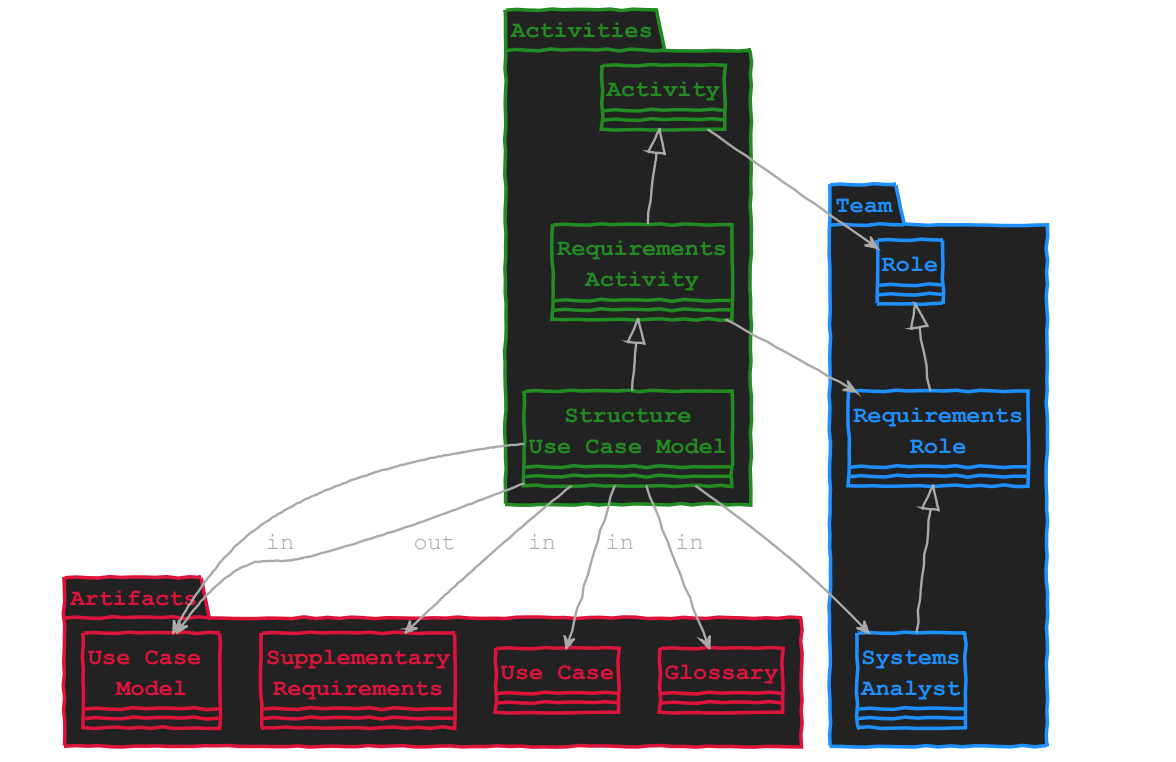 Activities
Activity
Team
Requirements
Activity
Role
Structure
Use Case Model
Requirements
Role
in
out
in
in
in
Artifacts
Use Case
Model
Supplementary
Requirements
Use Case
Glossary
Systems
Analyst